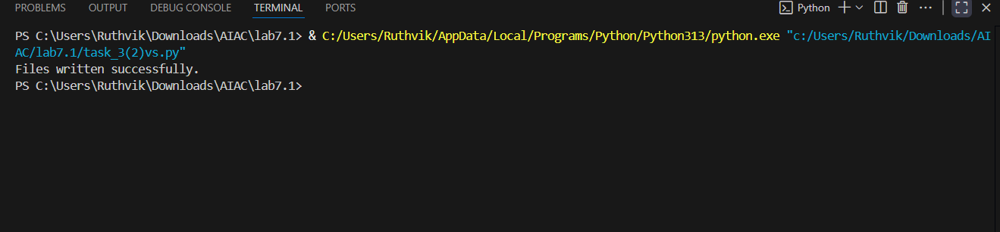 PROBLEMS OUTPUT DEBUG CONSOLE TERMINAL PORTS Python
PS C:\Users\Ruthvik\Downloads\AIAC\lab7.1> & C:/Users/Ruthvik/AppData/Local/Programs/Python/Python313/python.exe "c:/Users/Ruthvik/Downloads/AI
AC/lab7.1/task_3(2)vs.py"
Files written successfully.
PS C:\Users\Ruthvik\Downloads\AIAC\lab7.1>